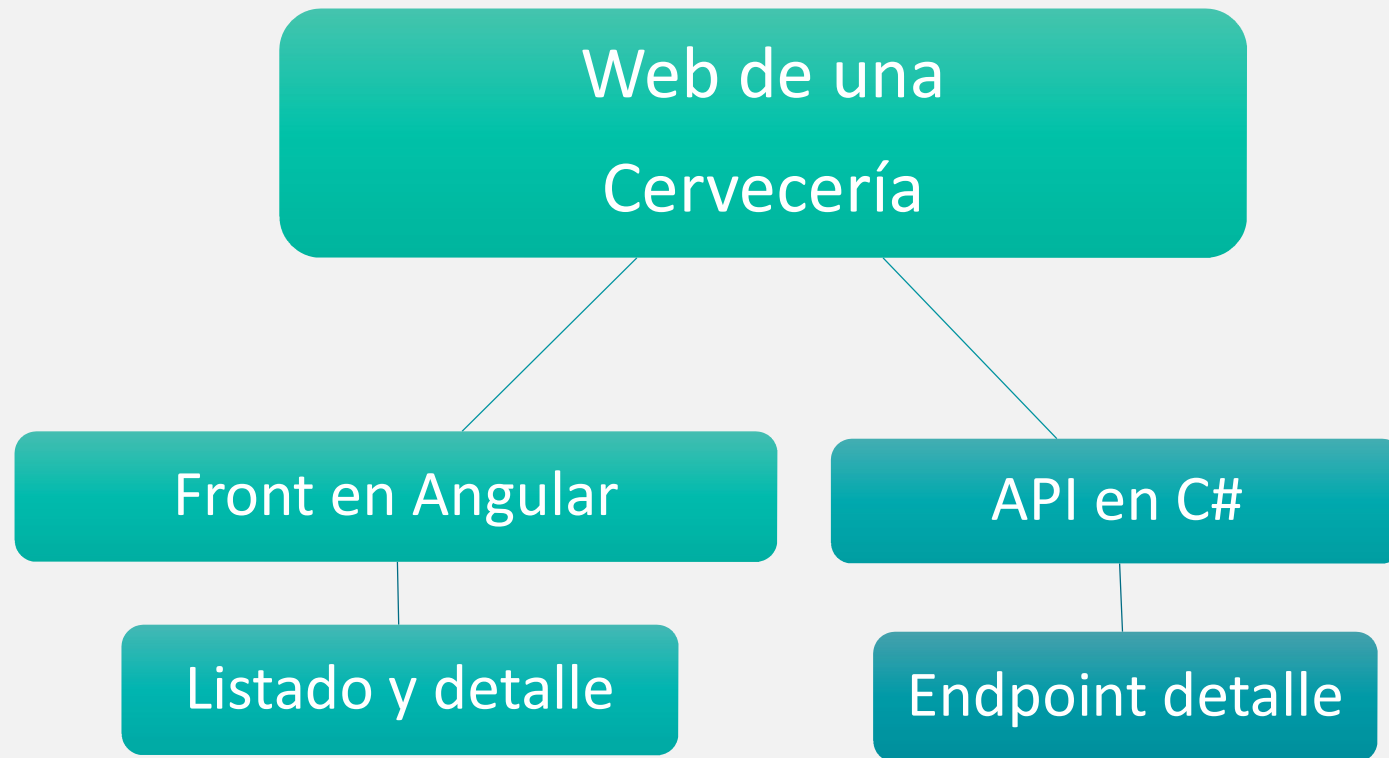 Web de una
Cervecería
Front en Angular
API en C#
Listado y detalle
Endpoint detalle